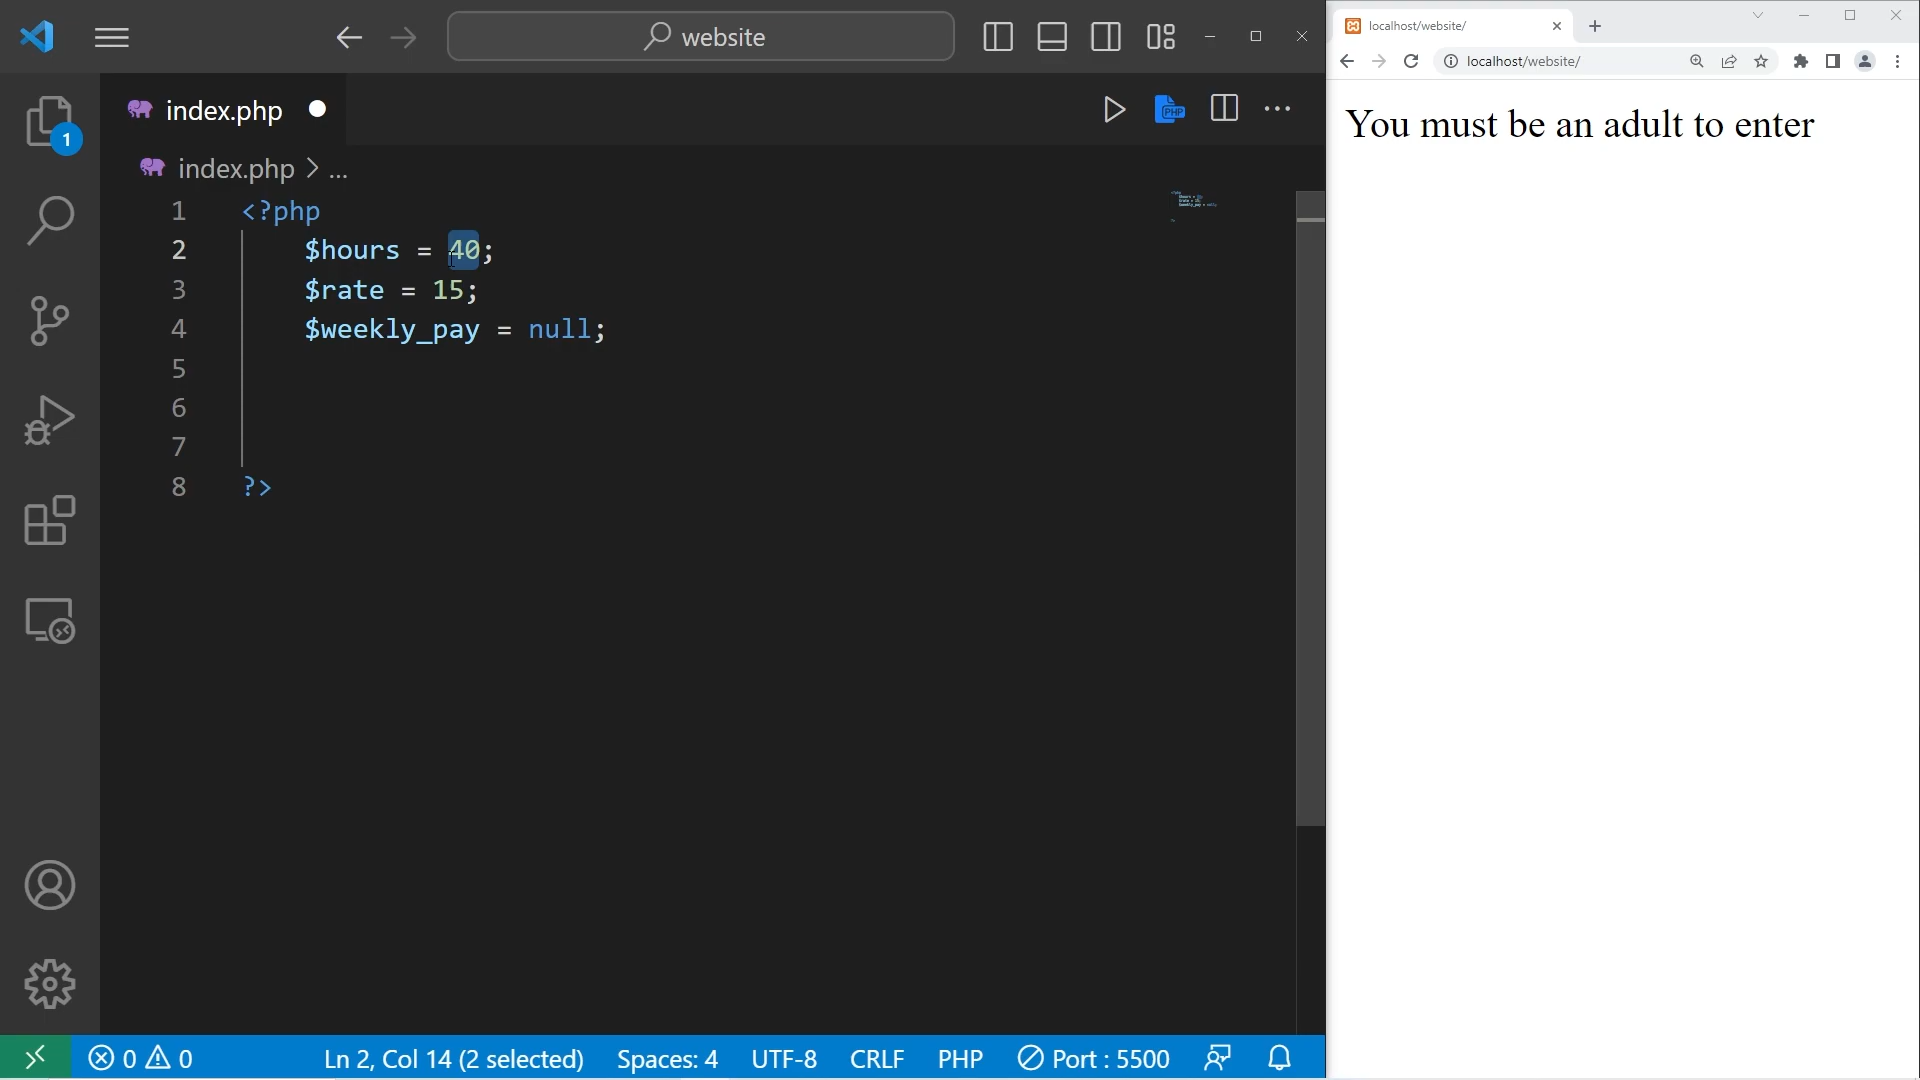 website
index.php
index.php > ...
1 <?php
2 $hours = 40;
3 $rate = 15;
4 $weekly_pay = null;
5
6
7
8 ?>
1
PHP
0 0 Ln 2, Col 14 (2 selected) Spaces: 4 UTF-8 CRLF PHP Port : 5500
localhost/website/
localhost/website/
You must be an adult to enter